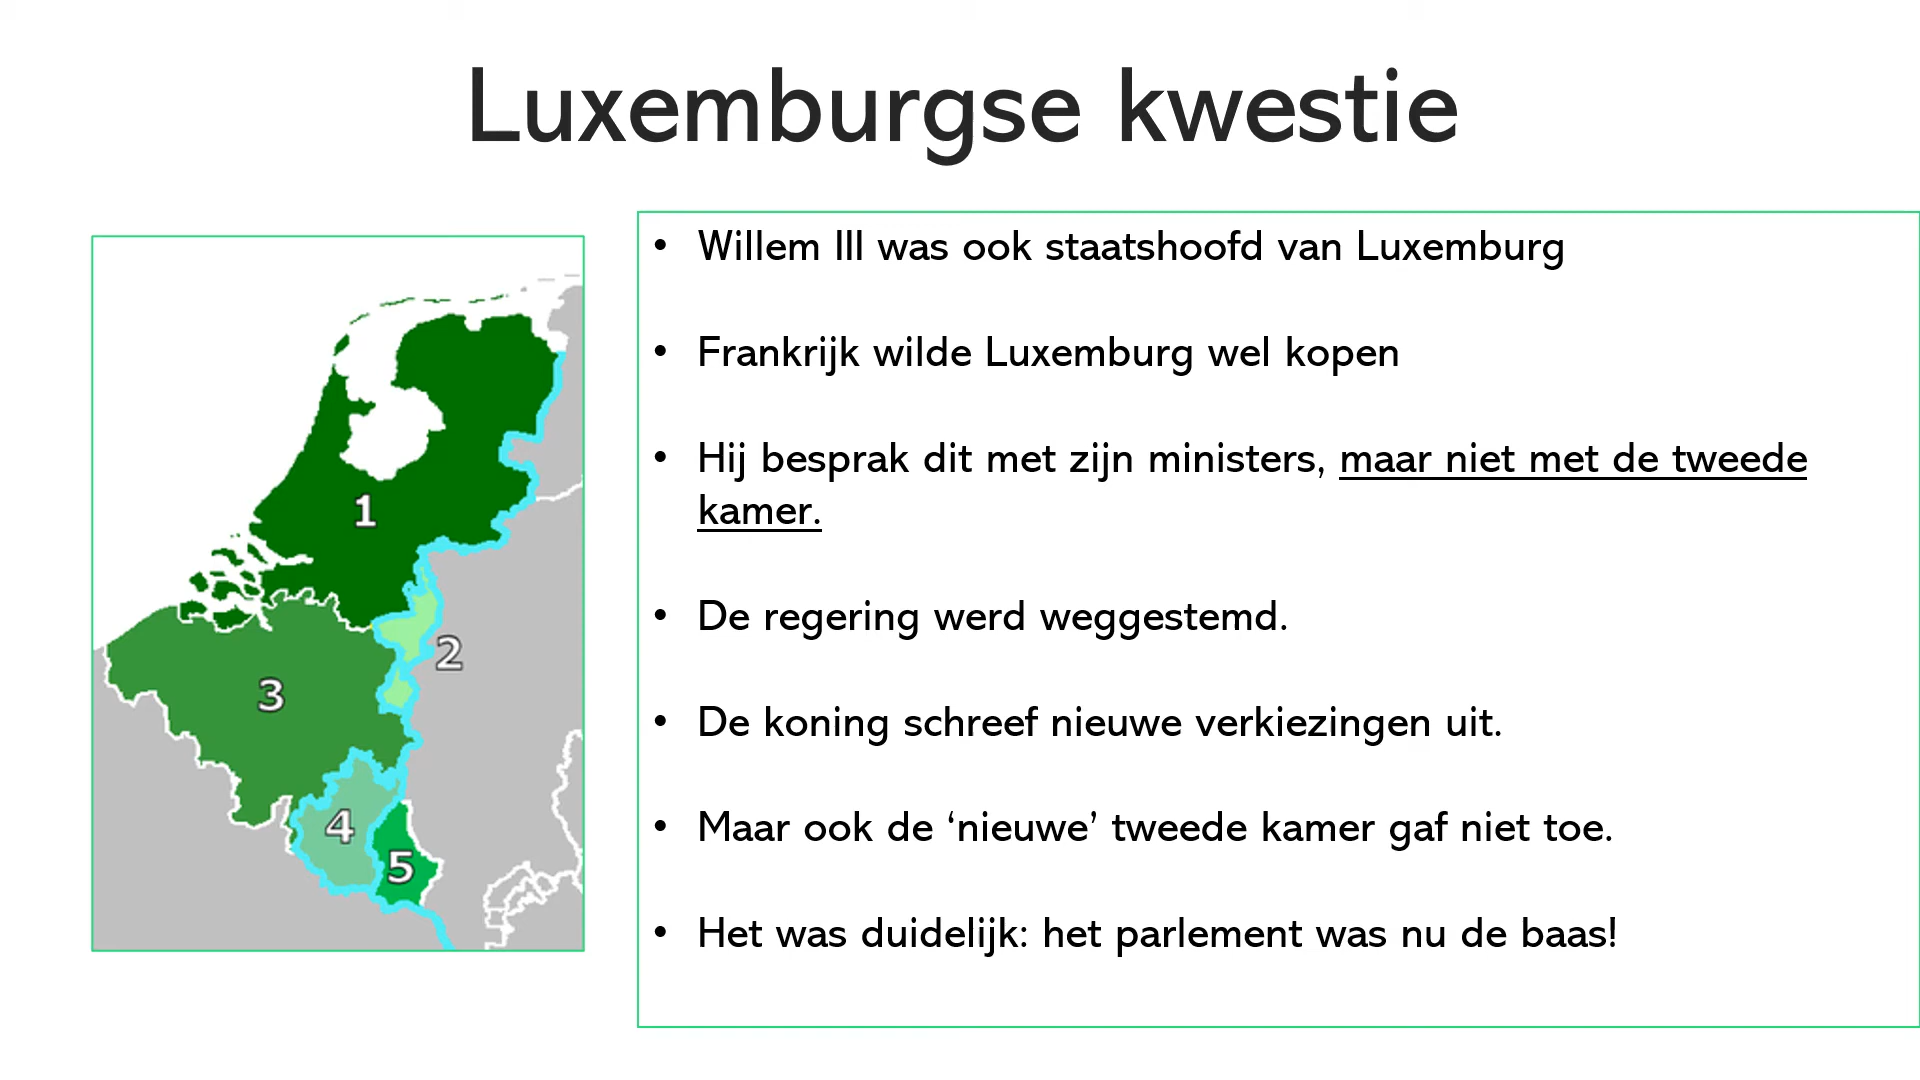 Luxemburgse kwestie
• Willem III was ook staatshoofd van Luxemburg
• Frankrijk wilde Luxemburg wel kopen
• Hij besprak dit met zijn ministers, maar niet met de tweede
kamer.
• De regering werd weggestemd.
• De koning schreef nieuwe verkiezingen uit.
• Maar ook de ‘nieuwe’ tweede kamer gaf niet toe.
• Het was duidelijk: het parlement was nu de baas!
1
2
3
4
5